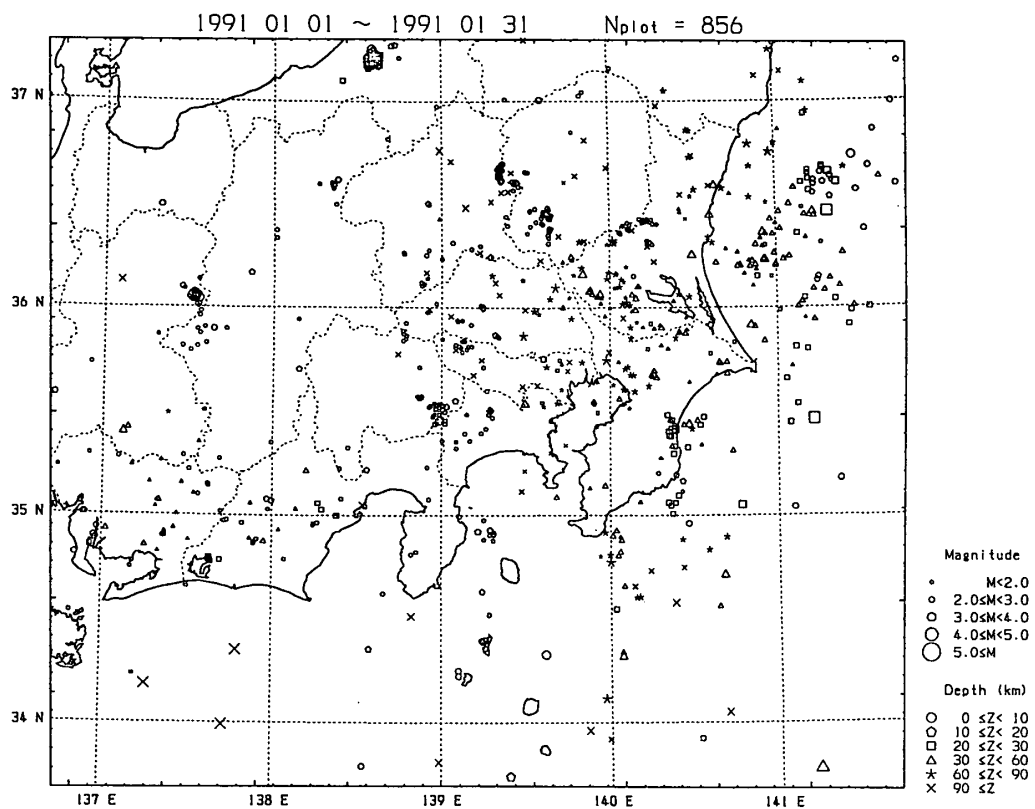 1991 01 01 ~ 1991 01 31 Nplot = 856
37 N
36 N
35 N
34 N
137 E 138 E 139 E 140 E 141 E
Magnitude
M<2.0
2.0≤M<3.0
3.0≤M<4.0
4.0≤M<5.0
5.0≤M
Depth (km)
0 ≤Z< 10
10 ≤Z< 20
20 ≤Z< 30
30 ≤Z< 60
60 ≤Z< 90
90 ≤Z